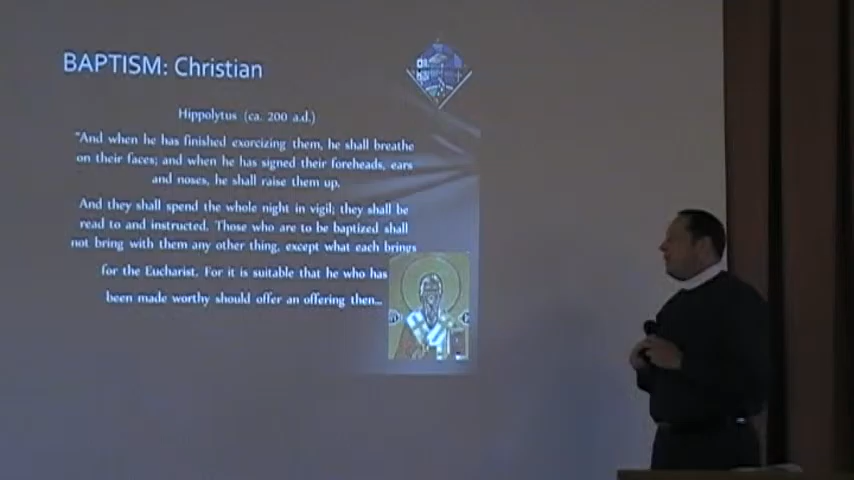 BAPTISM: Christian
Hippolytus (ca. 200 a.d.)
"And when he has finished exorcizing them, he shall breathe
on their faces; and when he has signed their foreheads, ears
and noses, he shall raise them up.
And they shall spend the whole night in vigil; they shall be
read to and instructed. Those who are to be baptized shall
not bring with them any other thing, except what each brings
for the Eucharist. For it is suitable that he who has
been made worthy should offer an offering then...